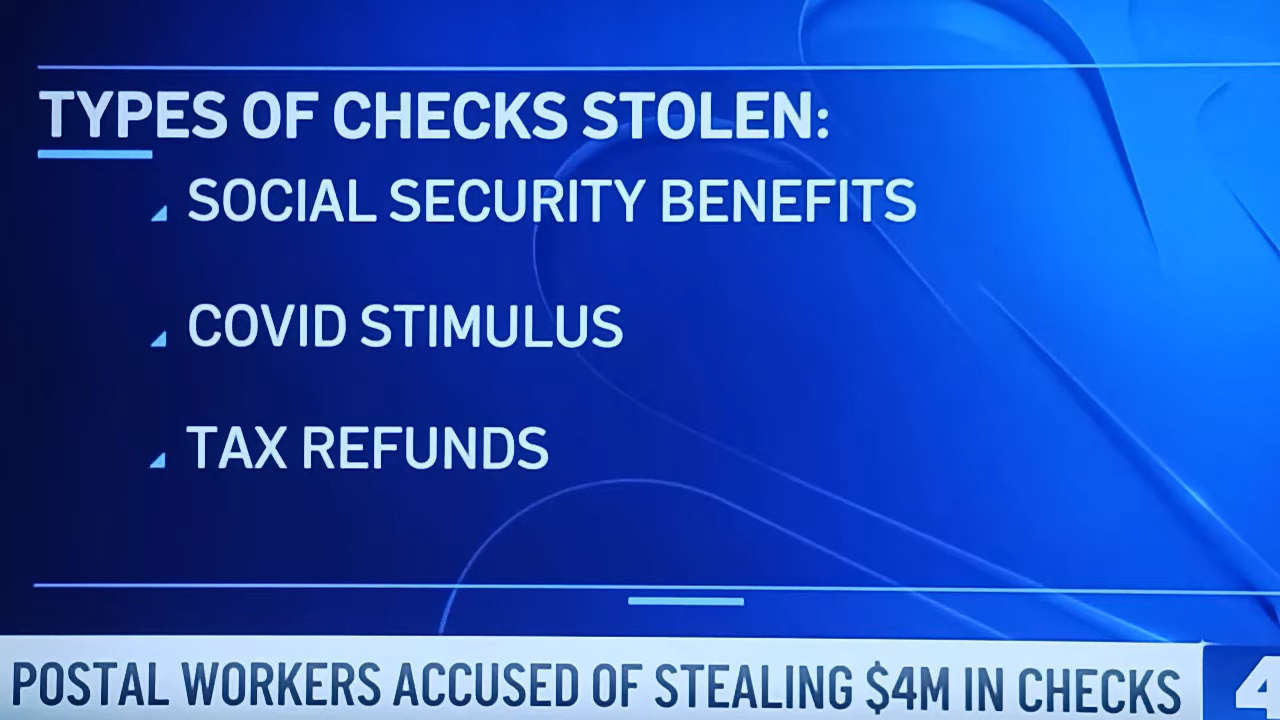 TYPES OF CHECKS STOLEN:
SOCIAL SECURITY BENEFITS
COVID STIMULUS
TAX REFUNDS
POSTAL WORKERS ACCUSED OF STEALING $4M IN CHECKS
4